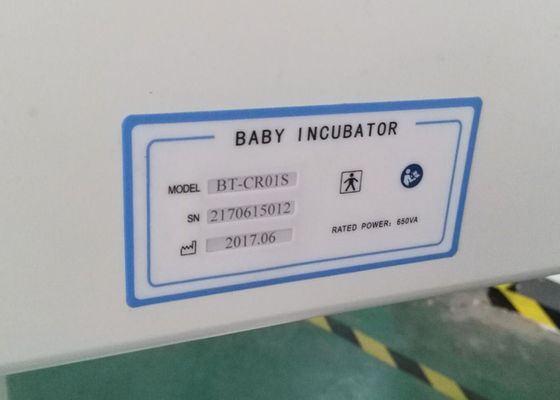 BABY INCUBATOR
MODEL BT-CR01S
SN 2170615012
2017.06
RATED POWER: 650VA